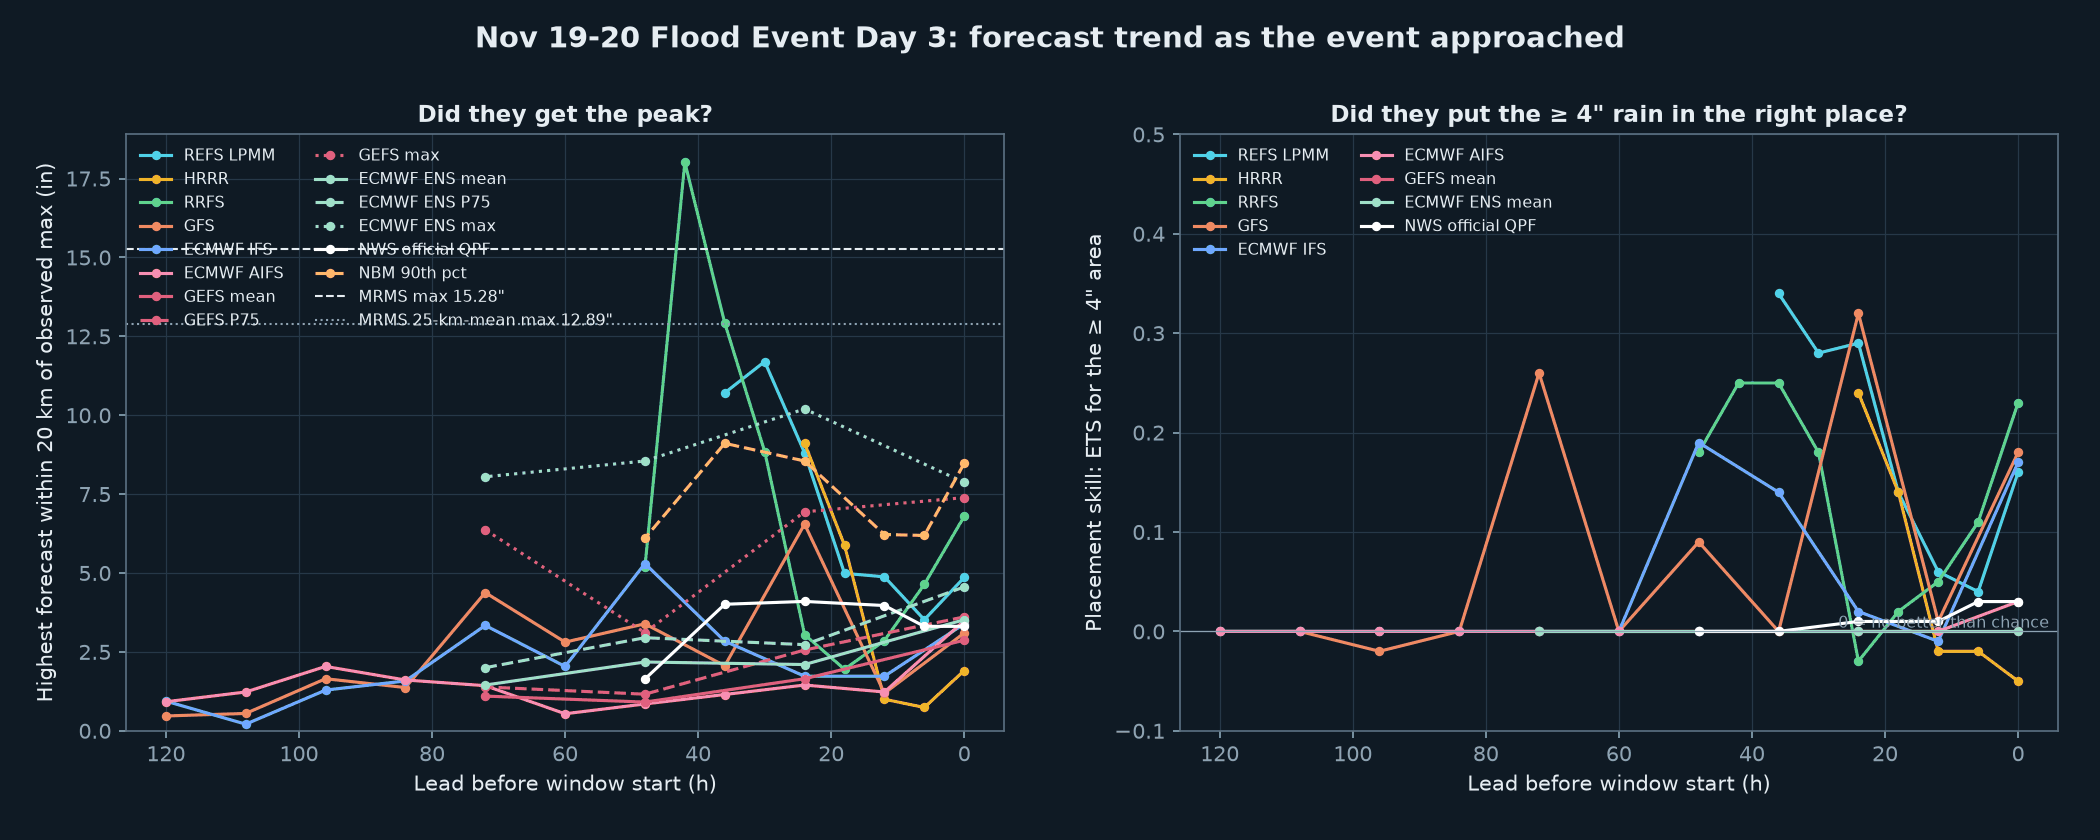 Nov 19-20 Flood Event Day 3: forecast trend as the event approached
Did they get the peak?
Highest forecast within 20 km of observed max (in)
17.5
15.0
12.5
10.0
7.5
5.0
2.5
0.0
REFS LPMM
HRRR
RRFS
GFS
ECMWF IFS
ECMWF AIFS
GEFS mean
GEFS P75
GEFS max
ECMWF ENS mean
ECMWF ENS P75
ECMWF ENS max
NWS official QPF
NBM 90th pct
MRMS max 15.28"
MRMS 25-km-mean max 12.89"
120 100 80 60 40 20 0
Lead before window start (h)
Did they put the ≥ 4" rain in the right place?
Placement skill: ETS for the ≥ 4" area
0.5
0.4
0.3
0.2
0.1
0.0
−0.1
REFS LPMM
HRRR
RRFS
GFS
ECMWF IFS
ECMWF AIFS
GEFS mean
ECMWF ENS mean
NWS official QPF
0 = no better than chance
120 100 80 60 40 20 0
Lead before window start (h)